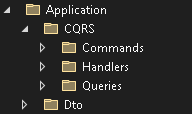 Application
CQRS
Commands
Handlers
Queries
Dto